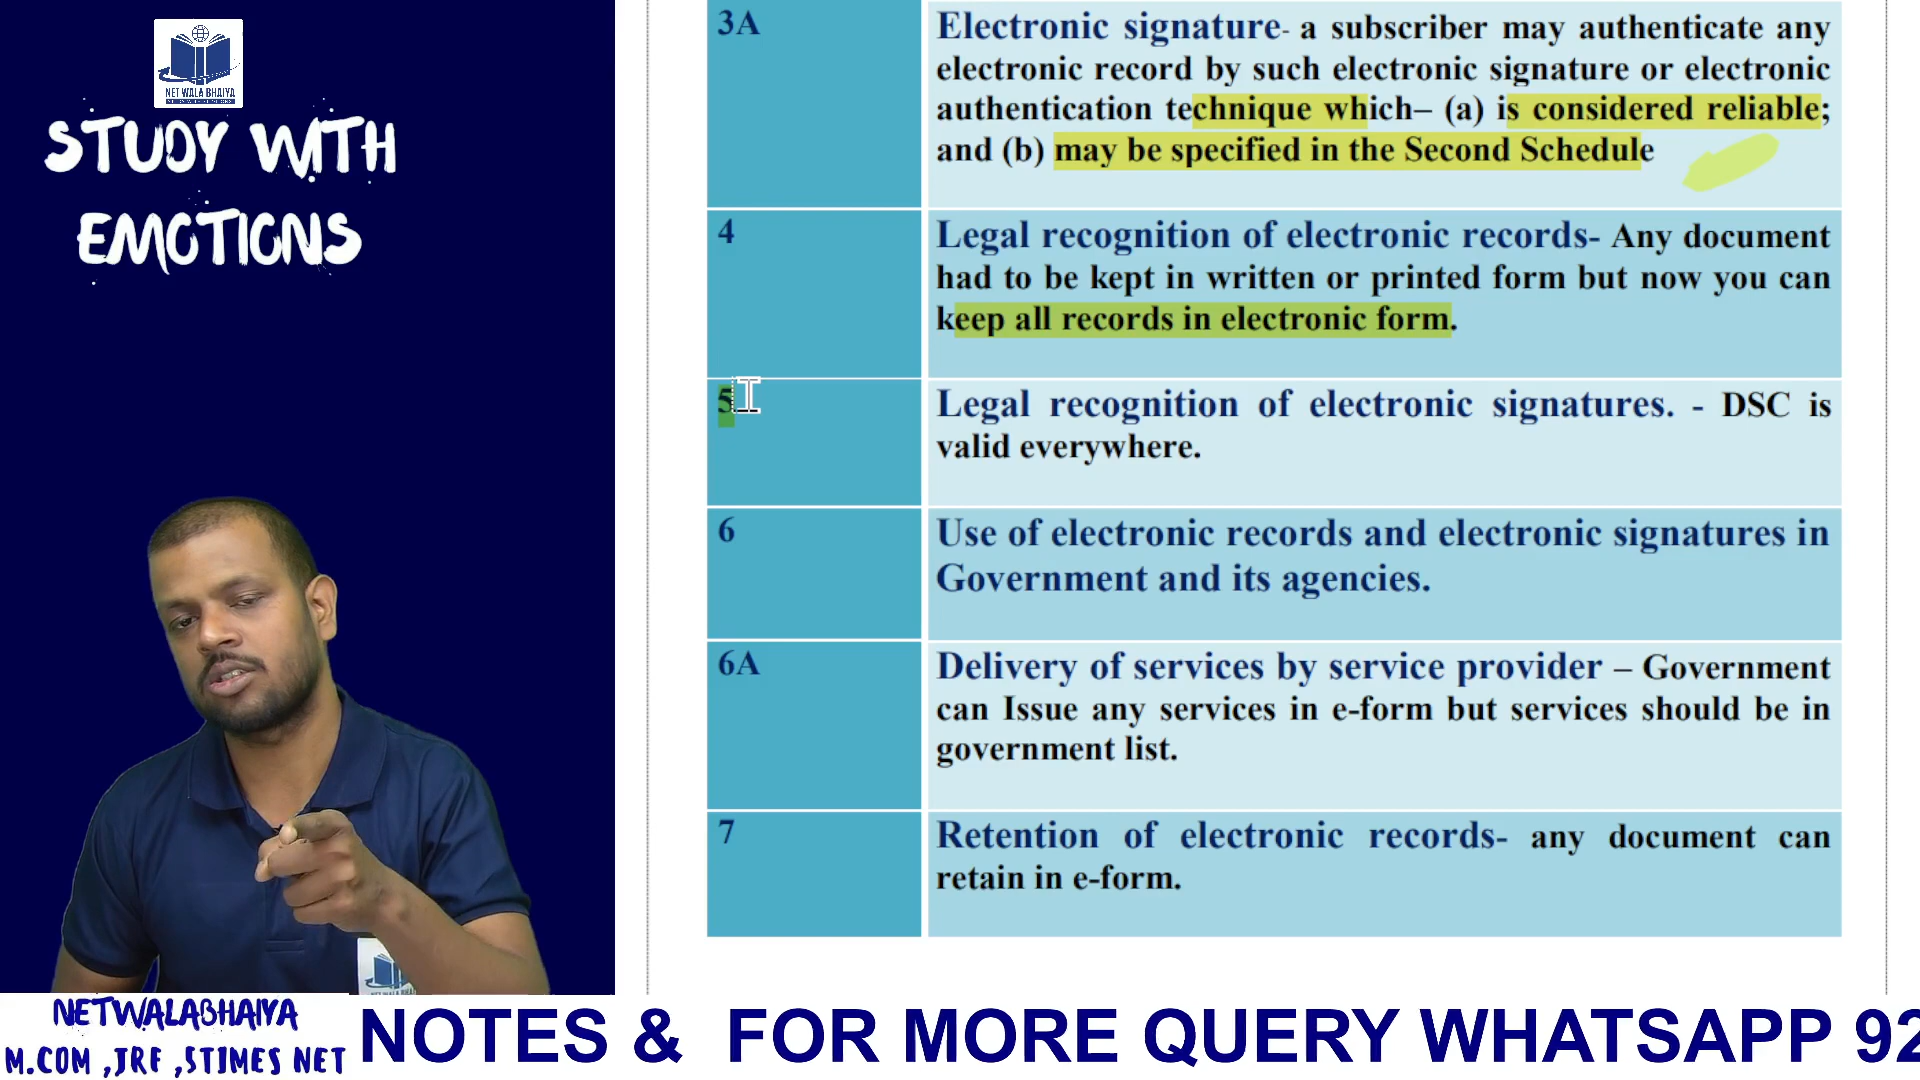 NET WALA BHAIYA
STUDY WITH
EMOTIONS
3A
Electronic signature- a subscriber may authenticate any
electronic record by such electronic signature or electronic
authentication technique which– (a) is considered reliable;
and (b) may be specified in the Second Schedule
4
Legal recognition of electronic records- Any document
had to be kept in written or printed form but now you can
keep all records in electronic form.
5
Legal recognition of electronic signatures. - DSC is
valid everywhere.
6
Use of electronic records and electronic signatures in
Government and its agencies.
6A
Delivery of services by service provider – Government
can Issue any services in e-form but services should be in
government list.
7
Retention of electronic records- any document can
retain in e-form.
NETWALABHAIYA
M.COM ,JRF ,5TIMES NET
NOTES & FOR MORE QUERY WHATSAPP 92